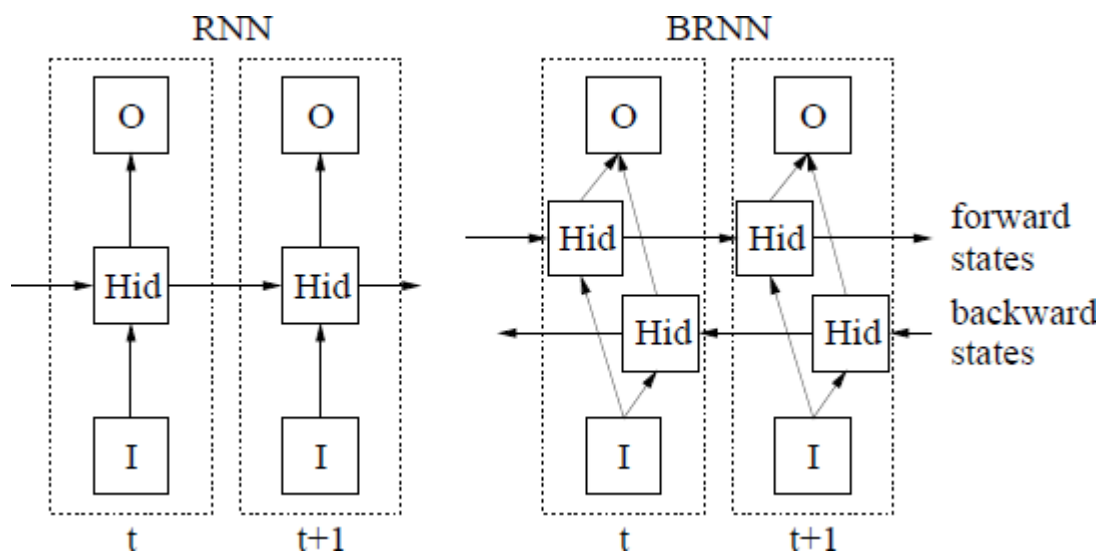 RNN
BRNN
O
O
O
O
Hid
Hid
Hid
Hid
forward
states
Hid
Hid
backward
states
I
I
I
I
t
t+1
t
t+1